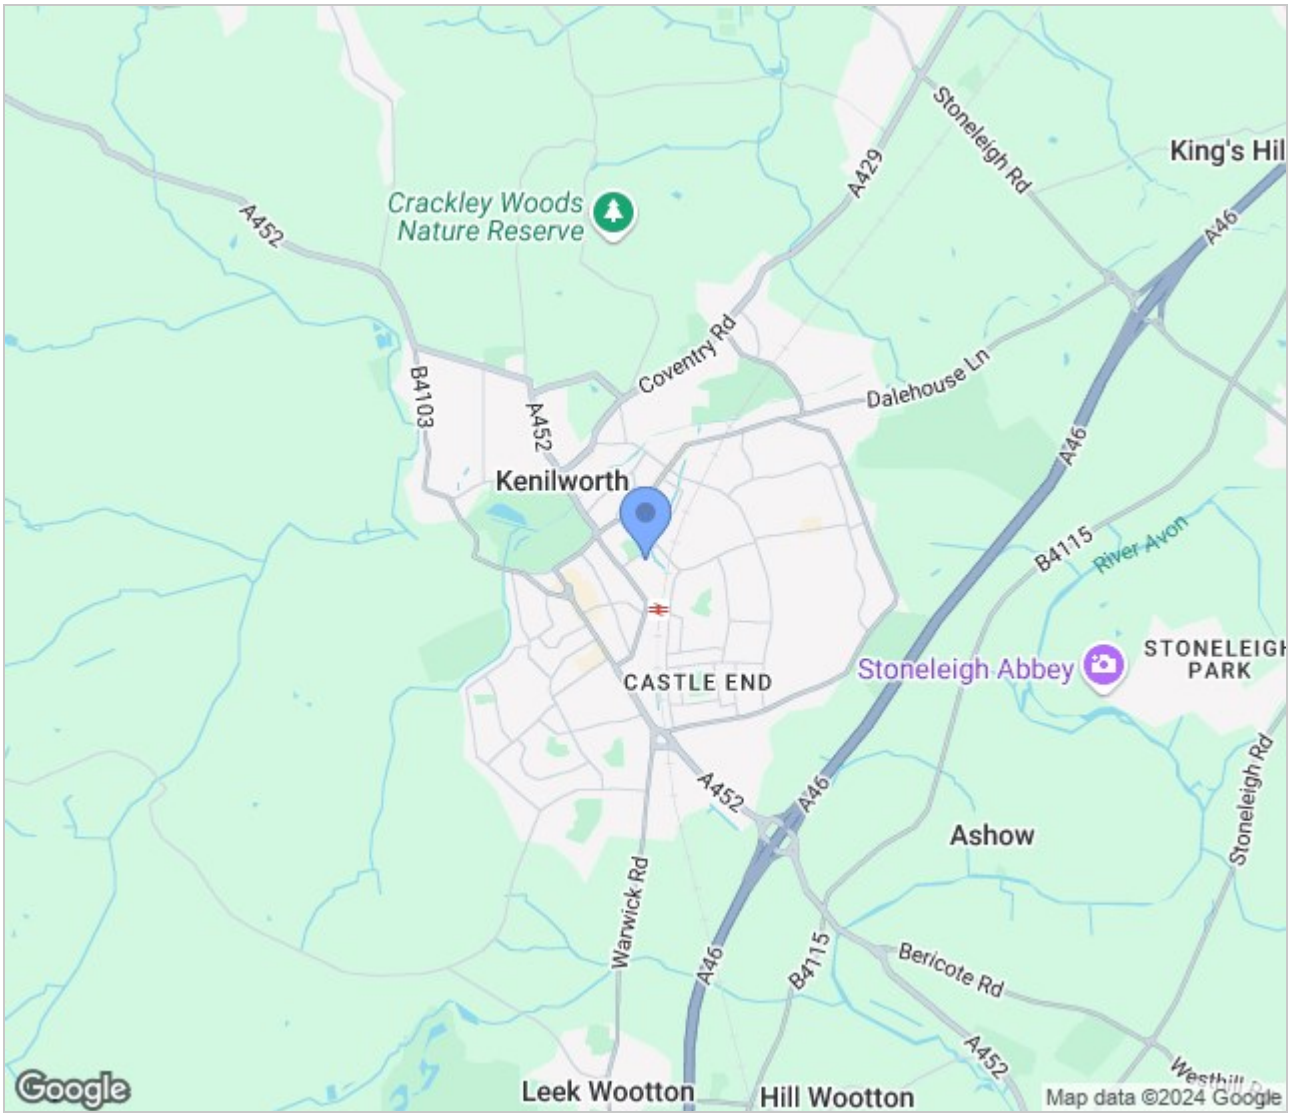 Stoneleigh Rd
King's Hil
A429
Crackley Woods
Nature Reserve
A452
A46
Coventry Rd
Dalehouse Ln
B4103
A452
A46
Kenilworth
B4115
River Avon
STONELEIGH
PARK
Stoneleigh Abbey
CASTLE END
A452
A46
Stoneleigh Rd
Ashow
Warwick Rd
A46
B4115
Bericote Rd
A452
Westhill
Google
Leek Wootton
Hill Wootton
Map data ©2024 Google